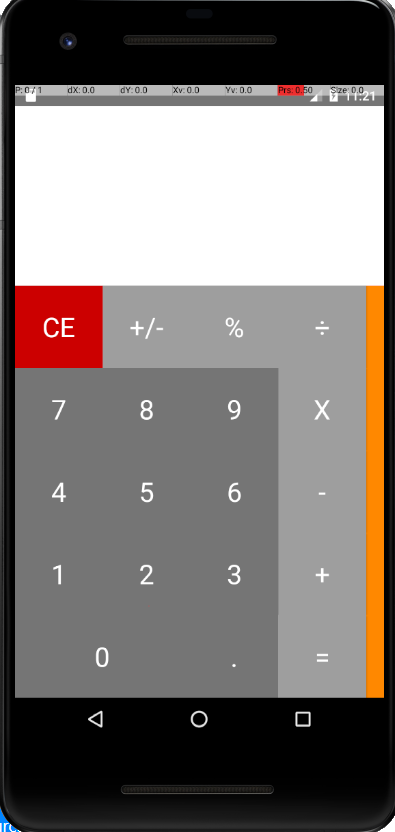 P: 0 / 1 dX: 0.0 dY: 0.0 Xv: 0.0 Yv: 0.0 Prs: 0.50 Size: 0.0
11:21
CE +/- % ÷
7 8 9 X
4 5 6 -
1 2 3 +
0 . =